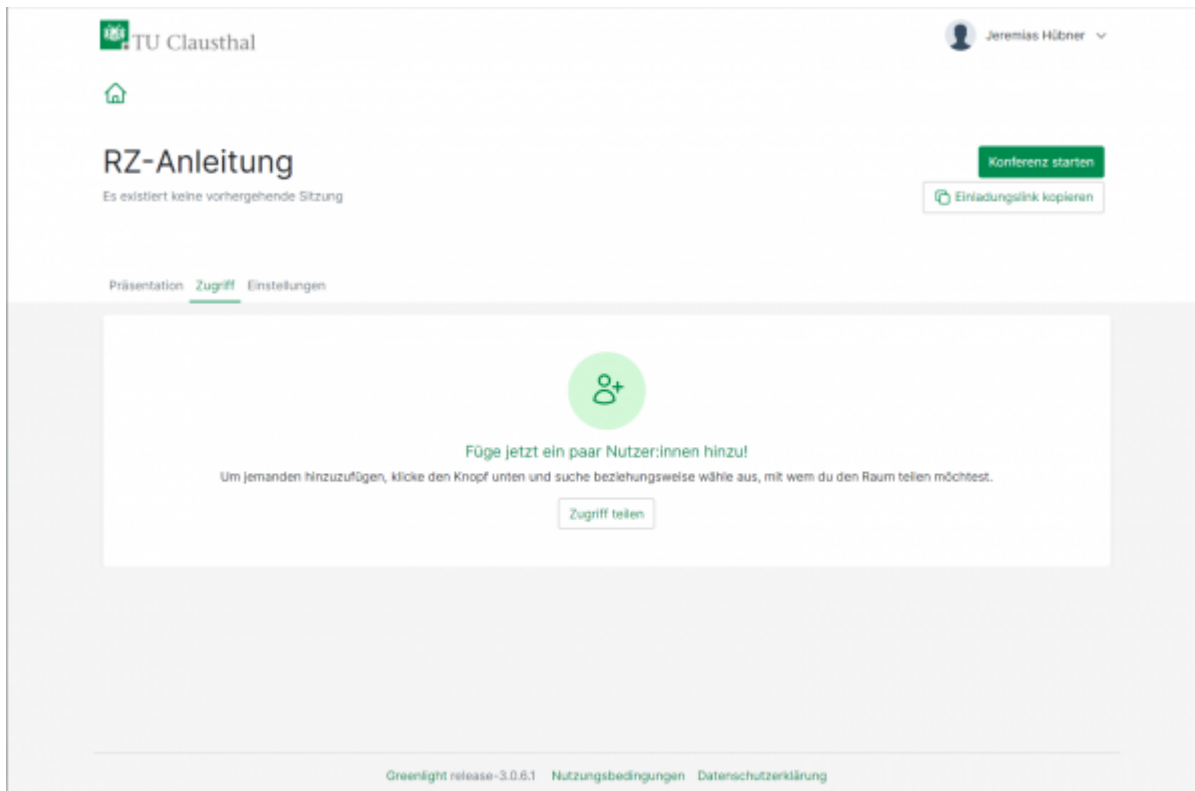 TU Clausthal
Jeremias Hübner
RZ-Anleitung
Konferenz starten
Es existiert keine vorhergehende Sitzung
Einladungslink kopieren
Präsentation Zugriff Einstellungen
Füge jetzt ein paar Nutzer:innen hinzu!
Um jemanden hinzuzufügen, klicke den Knopf unten und suche beziehungsweise wähle aus, mit wem du den Raum teilen möchtest.
Zugriff teilen
Greenlight release-3.0.6.1 Nutzungsbedingungen Datenschutzerklärung